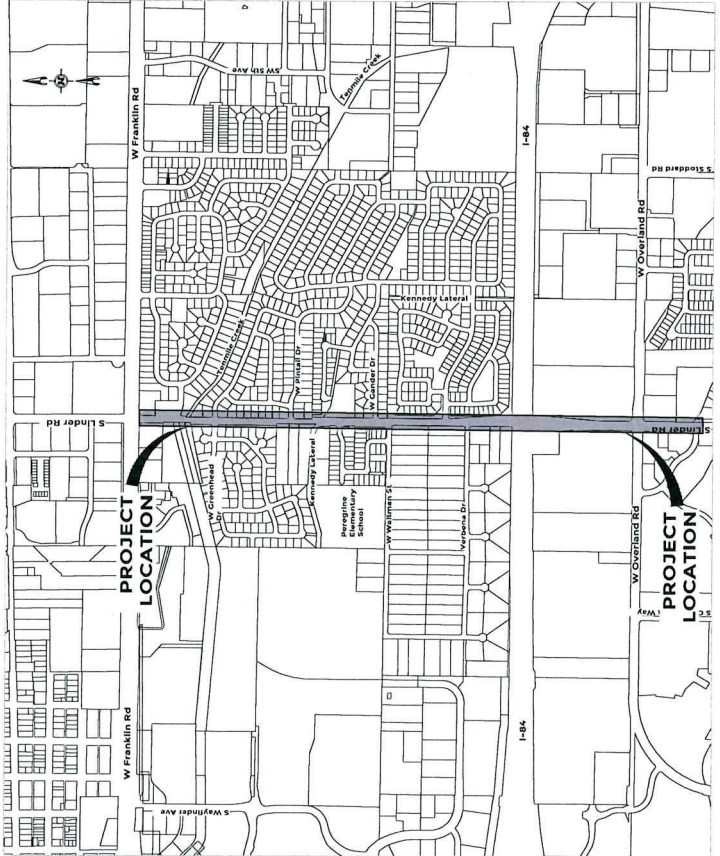 S Linder Rd
W Franklin Rd
PROJECT
LOCATION
W Franklin Rd
S Wayfinder Ave
W Greenhead
Dr
Tenmile Creek
SW 5th Ave
W Pintail Dr
Kennedy Lateral
Tenmile Creek
Peregrine
Elementary
School
W Gander Dr
W Waltman St
Kennedy Lateral
Verbena Dr
I-84
I-84
W Overland Rd
W Overland Rd
Way
PROJECT
LOCATION
S Linder Rd
S Stoddard Rd